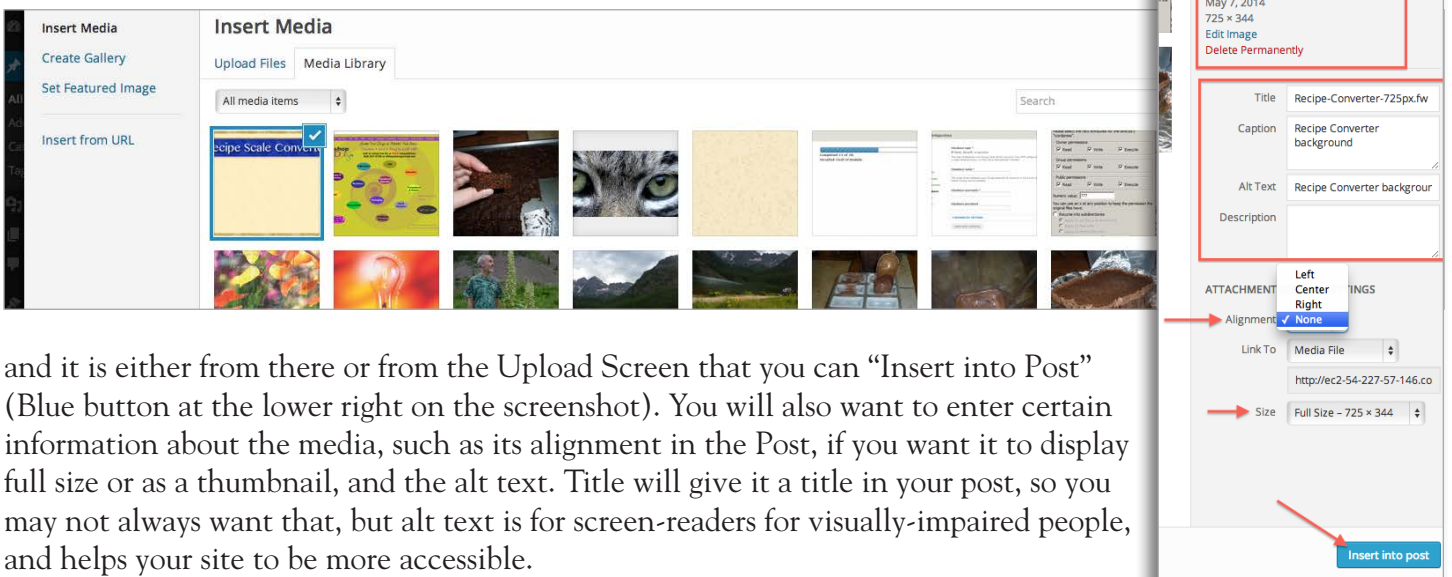 Insert Media
Create Gallery
Set Featured Image
Insert from URL
Insert Media
Upload Files Media Library
All media items
Search
ecipe Scale Conver
May 7, 2014
725 × 344
Edit Image
Delete Permanently
Title Recipe-Converter-725px.fw
Caption Recipe Converter
background
Alt Text Recipe Converter backgroun
Description
Left
Center
Right
ATTACHMENT INGS
Alignment ✓ None
Link To Media File
http://ec2-54-227-57-146.co
Size Full Size – 725 × 344
Insert into post
and it is either from there or from the Upload Screen that you can “Insert into Post”
(Blue button at the lower right on the screenshot). You will also want to enter certain
information about the media, such as its alignment in the Post, if you want it to display
full size or as a thumbnail, and the alt text. Title will give it a title in your post, so you
may not always want that, but alt text is for screen-readers for visually-impaired people,
and helps your site to be more accessible.